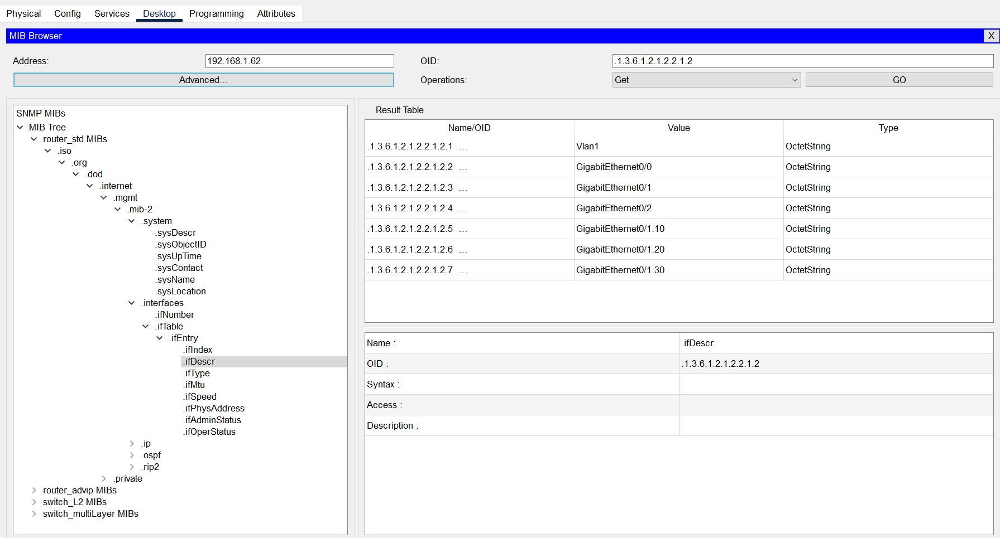 Physical Config Services Desktop Programming Attributes
MIB Browser X
Address: 192.168.1.62 OID: .1.3.6.1.2.1.2.2.1.2
Advanced... Operations: Get GO
SNMP MIBs
MIB Tree
router_std MIBs
.iso
.org
.dod
.internet
.mgmt
.mib-2
.system
.sysDescr
.sysObjectID
.sysUpTime
.sysContact
.sysName
.sysLocation
.interfaces
.ifNumber
.ifTable
.ifEntry
.ifIndex
.ifDescr
.ifType
.ifMtu
.ifSpeed
.ifPhysAddress
.ifAdminStatus
.ifOperStatus
.ip
.ospf
.rip2
.private
router_advip MIBs
switch_L2 MIBs
switch_multiLayer MIBs
Result Table
Name/OID Value Type
.1.3.6.1.2.1.2.2.1.2.1 ... Vlan1 OctetString
.1.3.6.1.2.1.2.2.1.2.2 ... GigabitEthernet0/0 OctetString
.1.3.6.1.2.1.2.2.1.2.3 ... GigabitEthernet0/1 OctetString
.1.3.6.1.2.1.2.2.1.2.4 ... GigabitEthernet0/2 OctetString
.1.3.6.1.2.1.2.2.1.2.5 ... GigabitEthernet0/1.10 OctetString
.1.3.6.1.2.1.2.2.1.2.6 ... GigabitEthernet0/1.20 OctetString
.1.3.6.1.2.1.2.2.1.2.7 ... GigabitEthernet0/1.30 OctetString
Name : .ifDescr
OID : .1.3.6.1.2.1.2.2.1.2
Syntax :
Access :
Description :